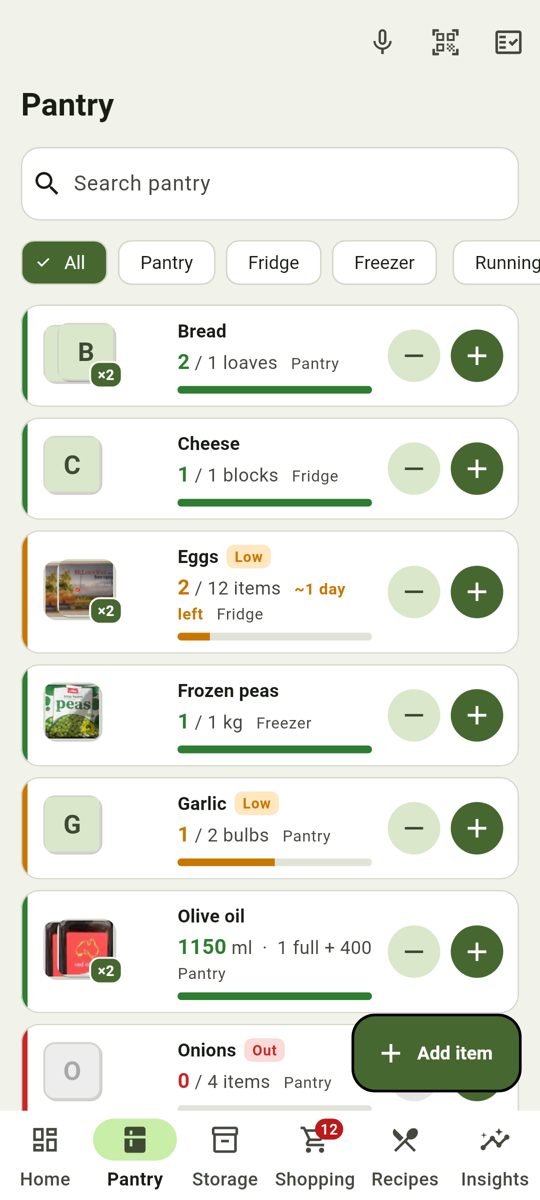 Pantry
Search pantry
All
Pantry
Fridge
Freezer
Running
Bread
B
×2
2 / 1 loaves Pantry
Cheese
C
1 / 1 blocks Fridge
Eggs Low
2 / 12 items ~1 day
left Fridge
×2
Frozen peas
peas
1 / 1 kg Freezer
Garlic Low
G
1 / 2 bulbs Pantry
Olive oil
1150 ml · 1 full + 400
Pantry
×2
Onions Out
O
0 / 4 items Pantry
Add item
12
Home
Pantry
Storage
Shopping
Recipes
Insights